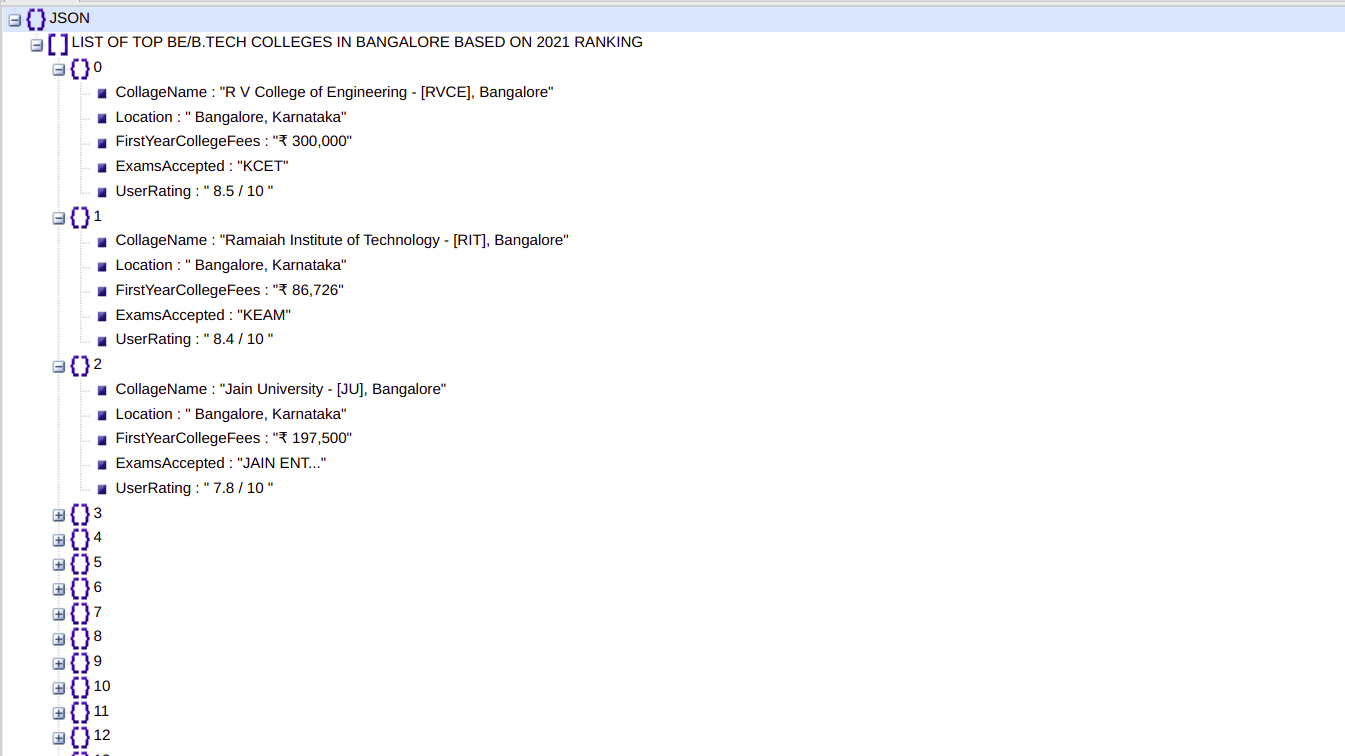 JSON
LIST OF TOP BE/B.TECH COLLEGES IN BANGALORE BASED ON 2021 RANKING
0
CollageName : "R V College of Engineering - [RVCE], Bangalore"
Location : " Bangalore, Karnataka"
FirstYearCollegeFees : "₹ 300,000"
ExamsAccepted : "KCET"
UserRating : " 8.5 / 10 "
1
CollageName : "Ramaiah Institute of Technology - [RIT], Bangalore"
Location : " Bangalore, Karnataka"
FirstYearCollegeFees : "₹ 86,726"
ExamsAccepted : "KEAM"
UserRating : " 8.4 / 10 "
2
CollageName : "Jain University - [JU], Bangalore"
Location : " Bangalore, Karnataka"
FirstYearCollegeFees : "₹ 197,500"
ExamsAccepted : "JAIN ENT..."
UserRating : " 7.8 / 10 "
3
4
5
6
7
8
9
10
11
12